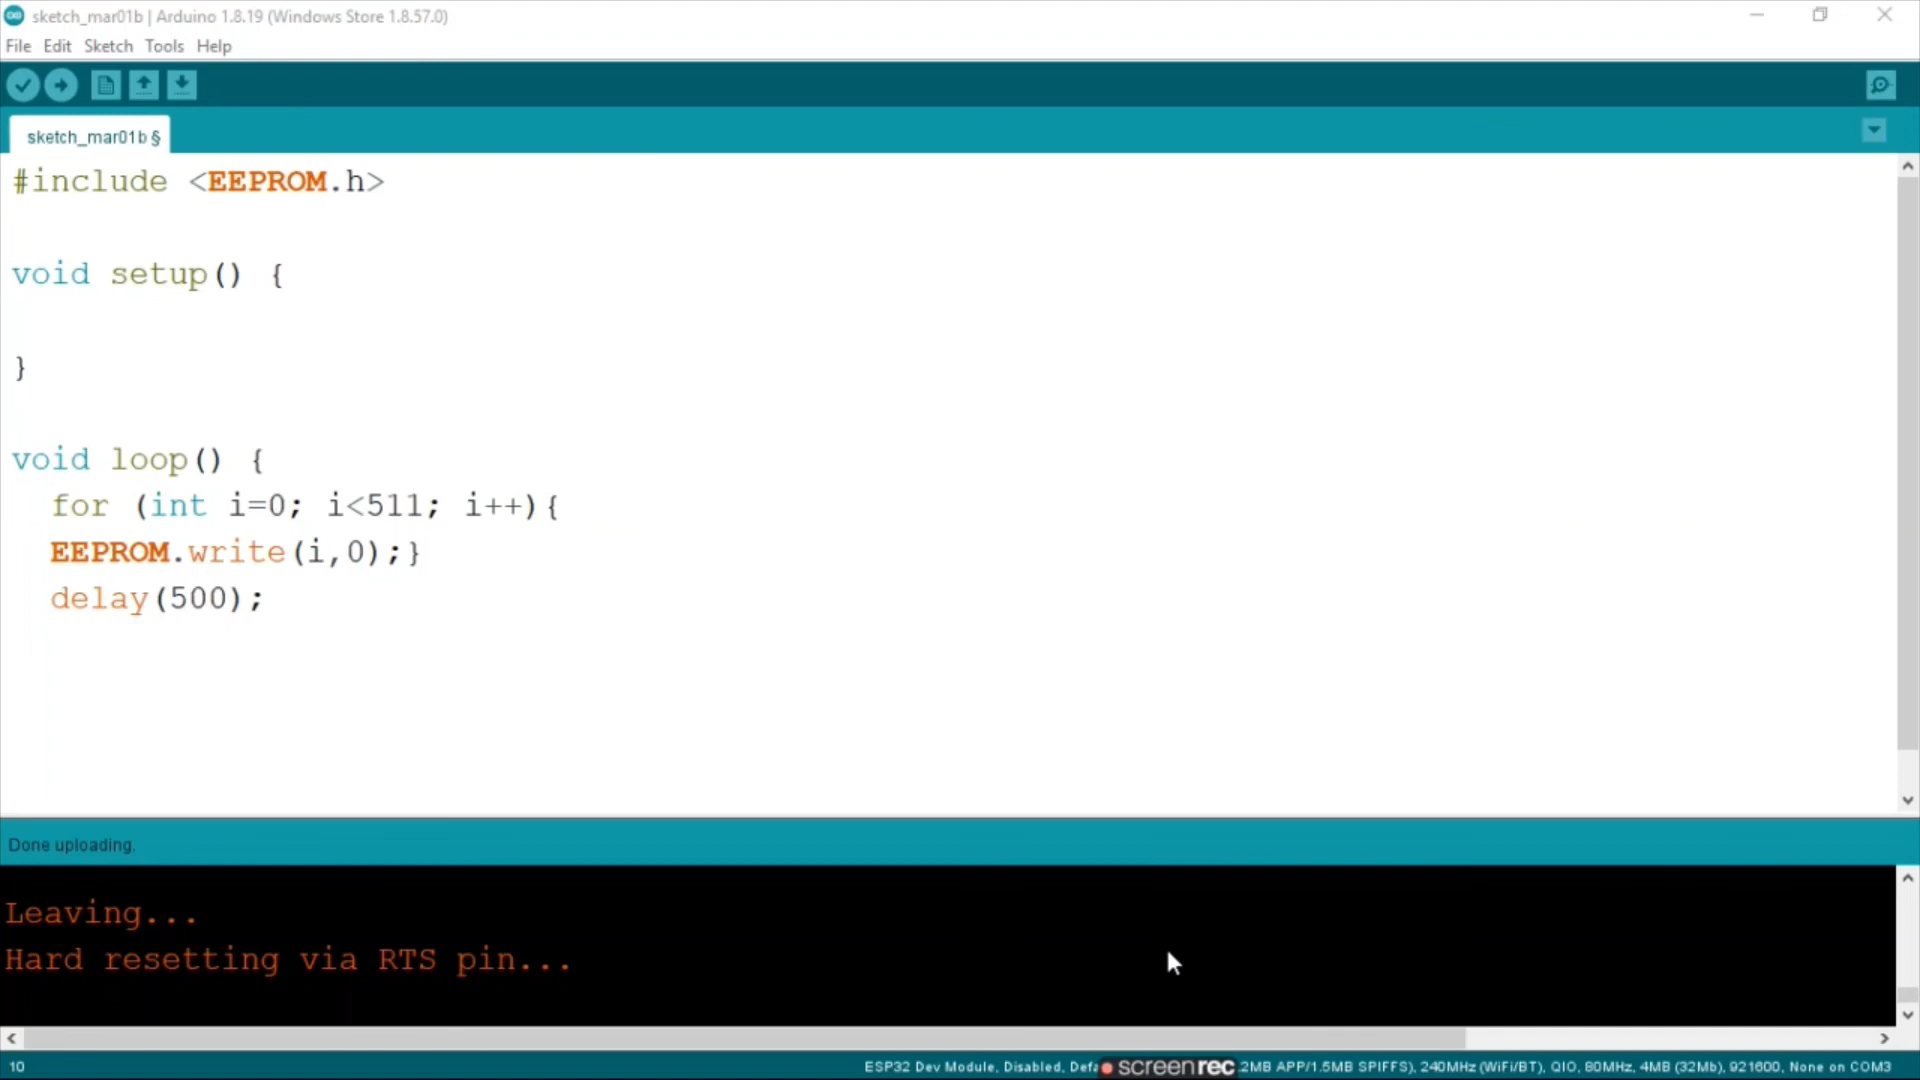 sketch_mar01b | Arduino 1.8.19 (Windows Store 1.8.57.0)
File Edit Sketch Tools Help
sketch_mar01b §
#include <EEPROM.h>
void setup() {
}
void loop() {
for (int i=0; i<511; i++){
EEPROM.write(i,0);}
delay(500);
Done uploading.
Leaving...
Hard resetting via RTS pin...
10
ESP32 Dev Module, Disabled, Defa screenrec 2MB APP/1.5MB SPIFFS), 240MHz (WiFi/BT), QIO, 80MHz, 4MB (32Mb), 921600, None on COM3